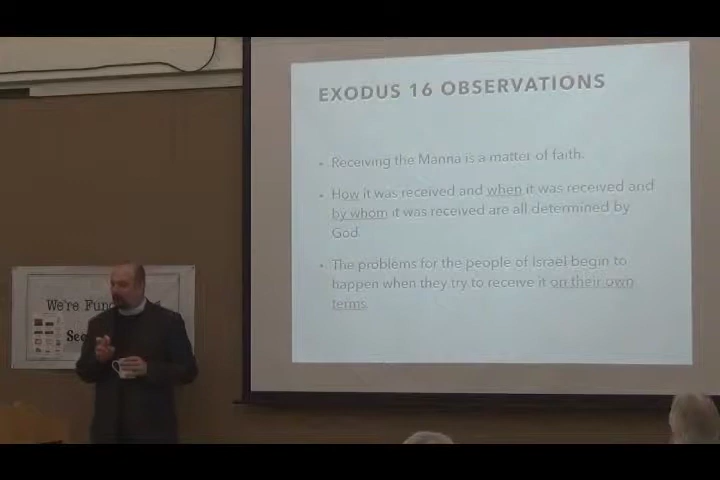 EXODUS 16 OBSERVATIONS
• Receiving the Manna is a matter of faith.
• How it was received and when it was received and
by whom it was received are all determined by
God.
• The problems for the people of Israel begin to
happen when they try to receive it on their own
terms.
We're Fun
See